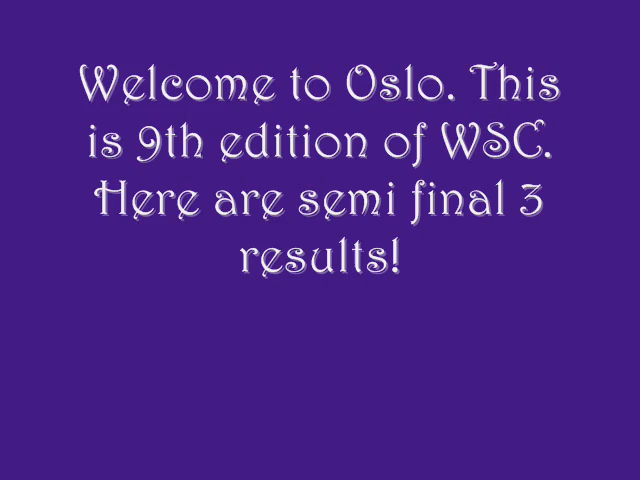 Welcome to Oslo. This
is 9th edition of WSC.
Here are semi final 3
results!